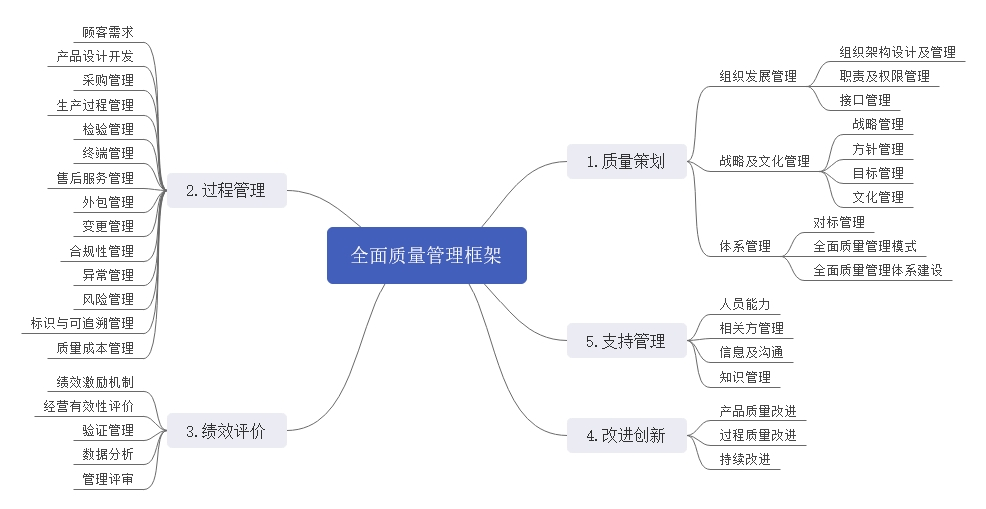 全面质量管理框架
1.质量策划
组织发展管理
组织架构设计及管理
职责及权限管理
接口管理
战略及文化管理
战略管理
方针管理
目标管理
文化管理
体系管理
对标管理
全面质量管理模式
全面质量管理体系建设
2.过程管理
顾客需求
产品设计开发
采购管理
生产过程管理
检验管理
终端管理
售后服务管理
外包管理
变更管理
合规性管理
异常管理
风险管理
标识与可追溯管理
质量成本管理
3.绩效评价
绩效激励机制
经营有效性评价
验证管理
数据分析
管理评审
4.改进创新
产品质量改进
过程质量改进
持续改进
5.支持管理
人员能力
相关方管理
信息及沟通
知识管理